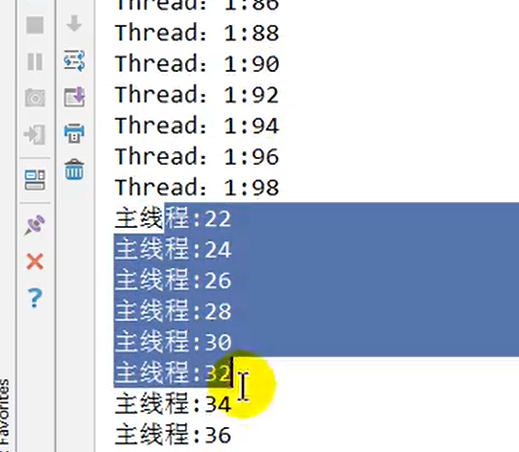 Thread: 1:86
Thread: 1:88
Thread: 1:90
Thread: 1:92
Thread: 1:94
Thread: 1:96
Thread: 1:98
主线程:22
主线程:24
主线程:26
主线程:28
主线程:30
主线程:32
主线程:34
主线程:36
Favorites